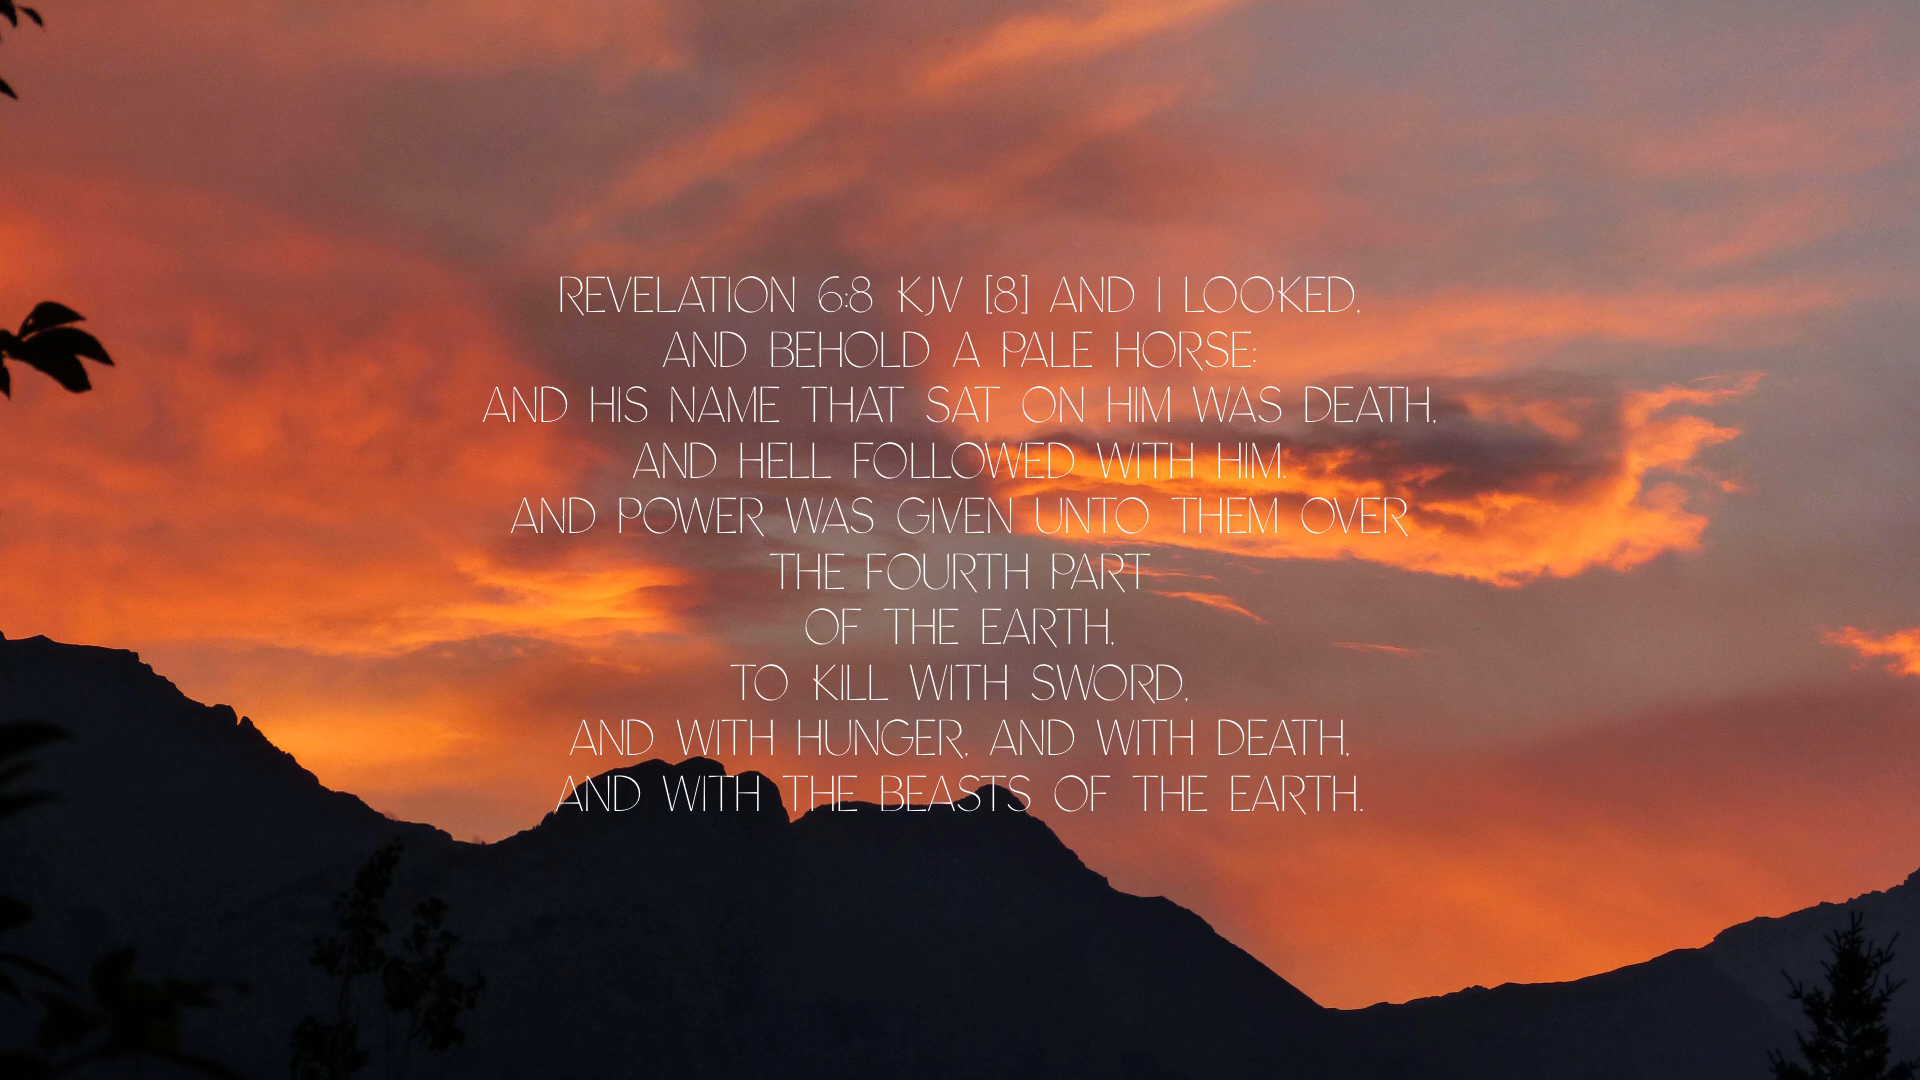 REVELATION 6:8 KJV [8] AND I LOOKED,
AND BEHOLD A PALE HORSE:
AND HIS NAME THAT SAT ON HIM WAS DEATH,
AND HELL FOLLOWED WITH HIM.
AND POWER WAS GIVEN UNTO THEM OVER
THE FOURTH PART
OF THE EARTH,
TO KILL WITH SWORD,
AND WITH HUNGER, AND WITH DEATH,
AND WITH THE BEASTS OF THE EARTH.